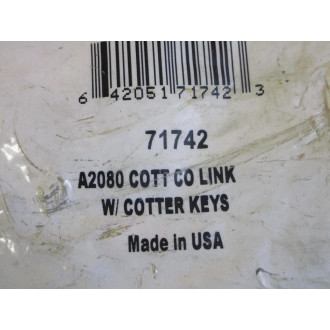 6 42051 71742 3
71742
A2080 COTT CO LINK
W/ COTTER KEYS
Made in USA